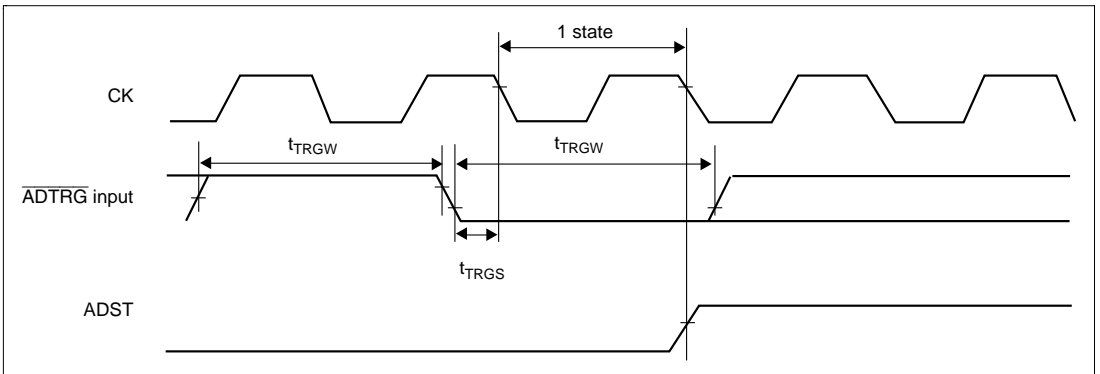 1 state
CK
tTRGW
tTRGW
ADTRG input
tTRGS
ADST